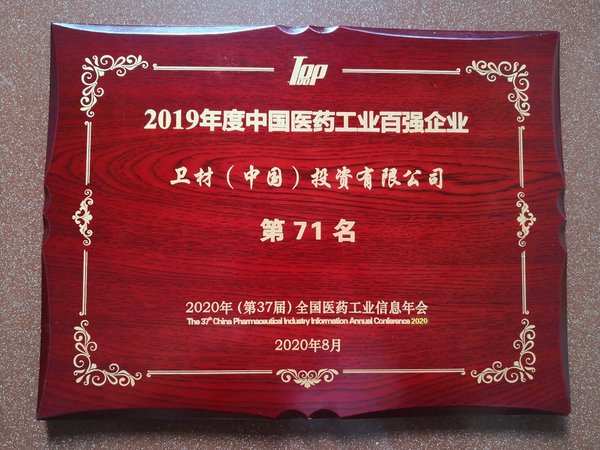 Top
100
2019年度中国医药工业百强企业
卫材（中国）投资有限公司
第 71 名
2020年（第37届）全国医药工业信息年会
The 37th China Pharmaceutical Industry Information Annual Conference 2020
2020年8月